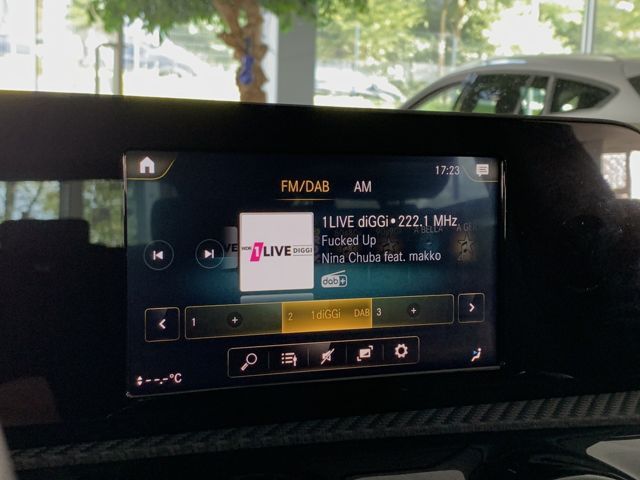 17:23
FM/DAB AM
1LIVE diGGi • 222.1 MHz
Fucked Up
Nina Chuba feat. makko
WDR 1LIVE DIGGI
dab+
1 + 2 1diGGi DAB 3 +
--,-°C